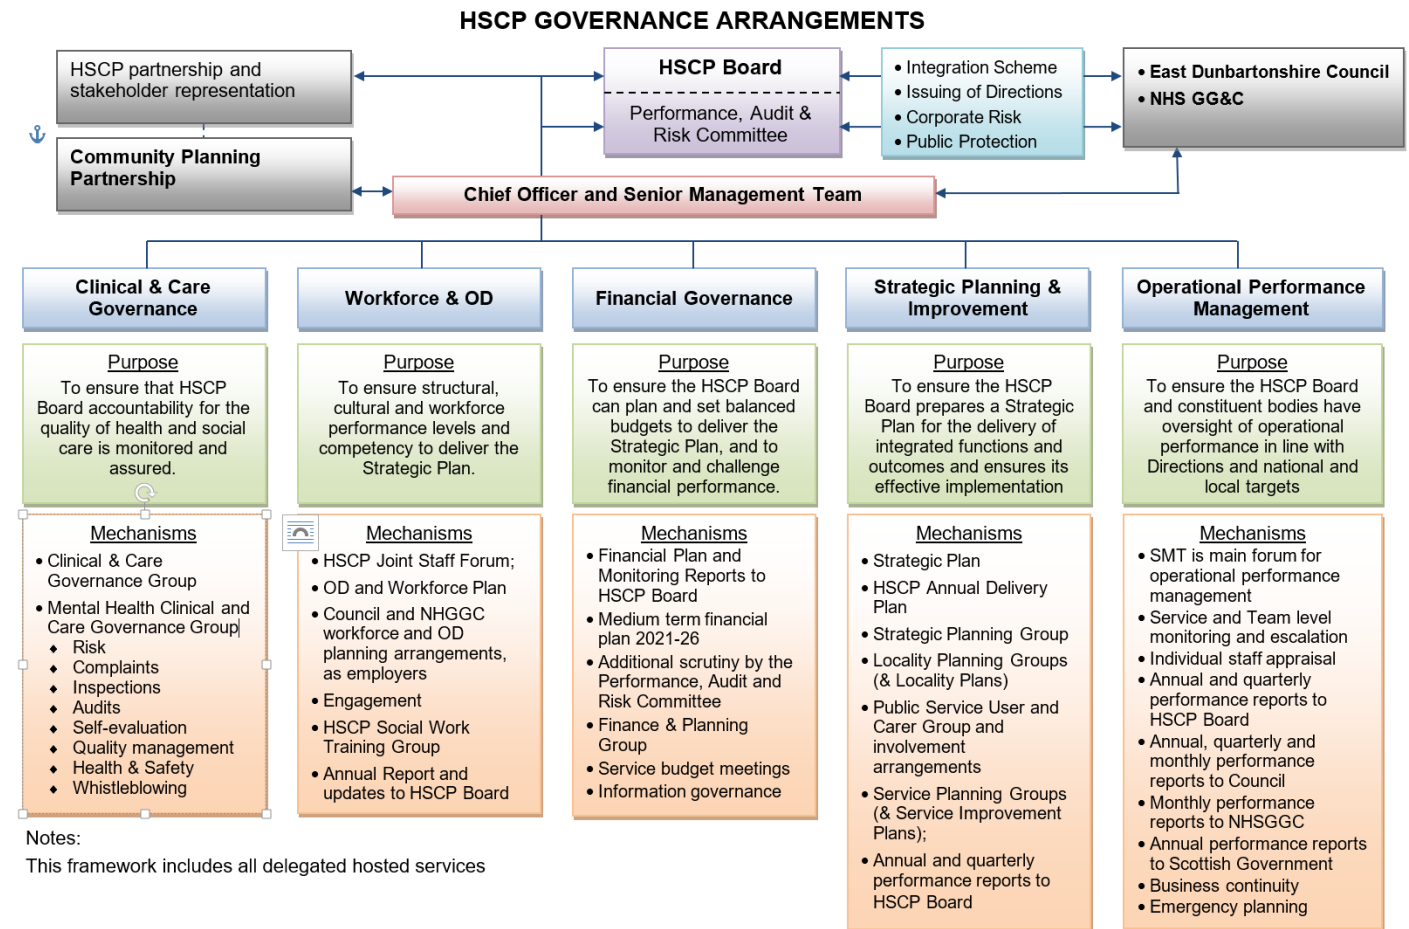 HSCP GOVERNANCE ARRANGEMENTS
HSCP partnership and
stakeholder representation
Community Planning
Partnership
HSCP Board
Performance, Audit &
Risk Committee
• Integration Scheme
• Issuing of Directions
• Corporate Risk
• Public Protection
• East Dunbartonshire Council
• NHS GG&C
Chief Officer and Senior Management Team
Clinical & Care
Governance
Purpose
To ensure that HSCP
Board accountability for the
quality of health and social
care is monitored and
assured.
Mechanisms
• Clinical & Care
Governance Group
• Mental Health Clinical and
Care Governance Group
⬥ Risk
⬥ Complaints
⬥ Inspections
⬥ Audits
⬥ Self-evaluation
⬥ Quality management
⬥ Health & Safety
⬥ Whistleblowing
Workforce & OD
Purpose
To ensure structural,
cultural and workforce
performance levels and
competency to deliver the
Strategic Plan.
Mechanisms
• HSCP Joint Staff Forum;
• OD and Workforce Plan
• Council and NHGGC
workforce and OD
planning arrangements,
as employers
• Engagement
• HSCP Social Work
Training Group
• Annual Report and
updates to HSCP Board
Financial Governance
Purpose
To ensure the HSCP Board
can plan and set balanced
budgets to deliver the
Strategic Plan, and to
monitor and challenge
financial performance.
Mechanisms
• Financial Plan and
Monitoring Reports to
HSCP Board
• Medium term financial
plan 2021-26
• Additional scrutiny by the
Performance, Audit and
Risk Committee
• Finance & Planning
Group
• Service budget meetings
• Information governance
Strategic Planning &
Improvement
Purpose
To ensure the HSCP
Board prepares a Strategic
Plan for the delivery of
integrated functions and
outcomes and ensures its
effective implementation
Mechanisms
• Strategic Plan
• HSCP Annual Delivery
Plan
• Strategic Planning Group
• Locality Planning Groups
(& Locality Plans)
• Public Service User and
Carer Group and
involvement
arrangements
• Service Planning Groups
(& Service Improvement
Plans);
• Annual and quarterly
performance reports to
HSCP Board
Operational Performance
Management
Purpose
To ensure the HSCP Board
and constituent bodies have
oversight of operational
performance in line with
Directions and national and
local targets
Mechanisms
• SMT is main forum for
operational performance
management
• Service and Team level
monitoring and escalation
• Individual staff appraisal
• Annual and quarterly
performance reports to
HSCP Board
• Annual, quarterly and
monthly performance
reports to Council
• Monthly performance
reports to NHSGGC
• Annual performance reports
to Scottish Government
• Business continuity
• Emergency planning
Notes:
This framework includes all delegated hosted services